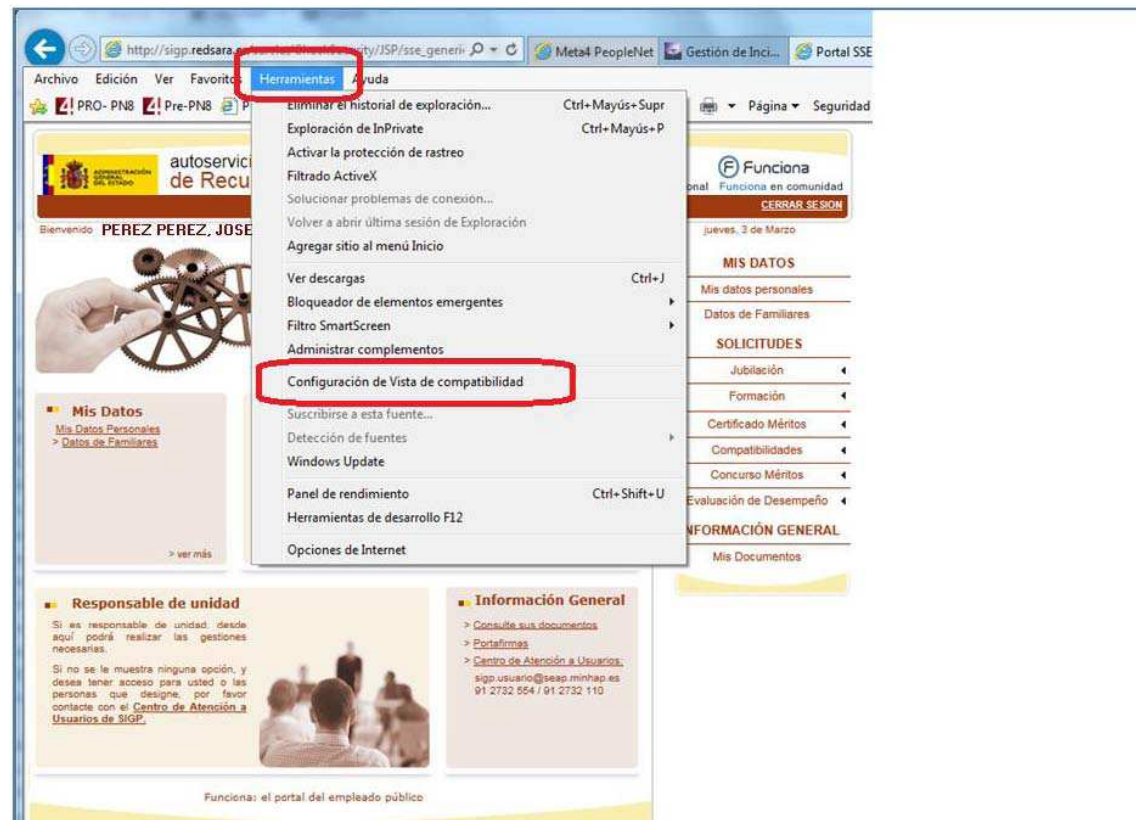 http://sigp.redsara.es
/JSP/sse_generi
Meta4 PeopleNet
Gestión de Inci...
Portal SSE
Archivo Edición Ver Favoritos Herramientas Ayuda
PRO- PN8 Pre-PN8 P
Página Seguridad
Eliminar el historial de exploración... Ctrl+Mayús+Supr
Exploración de InPrivate Ctrl+Mayús+P
Activar la protección de rastreo
Filtrado ActiveX
Solucionar problemas de conexión...
Volver a abrir última sesión de Exploración
Agregar sitio al menú Inicio
Ver descargas Ctrl+J
Bloqueador de elementos emergentes
Filtro SmartScreen
Administrar complementos
Configuración de Vista de compatibilidad
Suscribirse a esta fuente...
Detección de fuentes
Windows Update
Panel de rendimiento Ctrl+Shift+U
Herramientas de desarrollo F12
Opciones de Internet
ADMINISTRACIÓN
GENERAL
DEL ESTADO
autoservici
de Recu
Funciona
onal Funciona en comunidad
CERRAR SESION
Bienvenido PEREZ PEREZ, JOSE
jueves, 3 de Marzo
MIS DATOS
Mis datos personales
Datos de Familiares
SOLICITUDES
Jubilación
Formación
Certificado Méritos
Compatibilidades
Concurso Méritos
Evaluación de Desempeño
NFORMACIÓN GENERAL
Mis Documentos
Mis Datos
Mis Datos Personales
> Datos de Familiares
> ver más
Responsable de unidad
Si es responsable de unidad, desde
aquí podrá realizar las gestiones
necesarias.
Si no se le muestra ninguna opción, y
desea tener acceso para usted o las
personas que designe, por favor
contacte con el Centro de Atención a
Usuarios de SIGP.
Información General
> Consulte sus documentos
> Portafirmas
> Centro de Atención a Usuarios:
sigp.usuario@seap.minhap.es
91 2732 554 / 91 2732 110
Funciona: el portal del empleado público